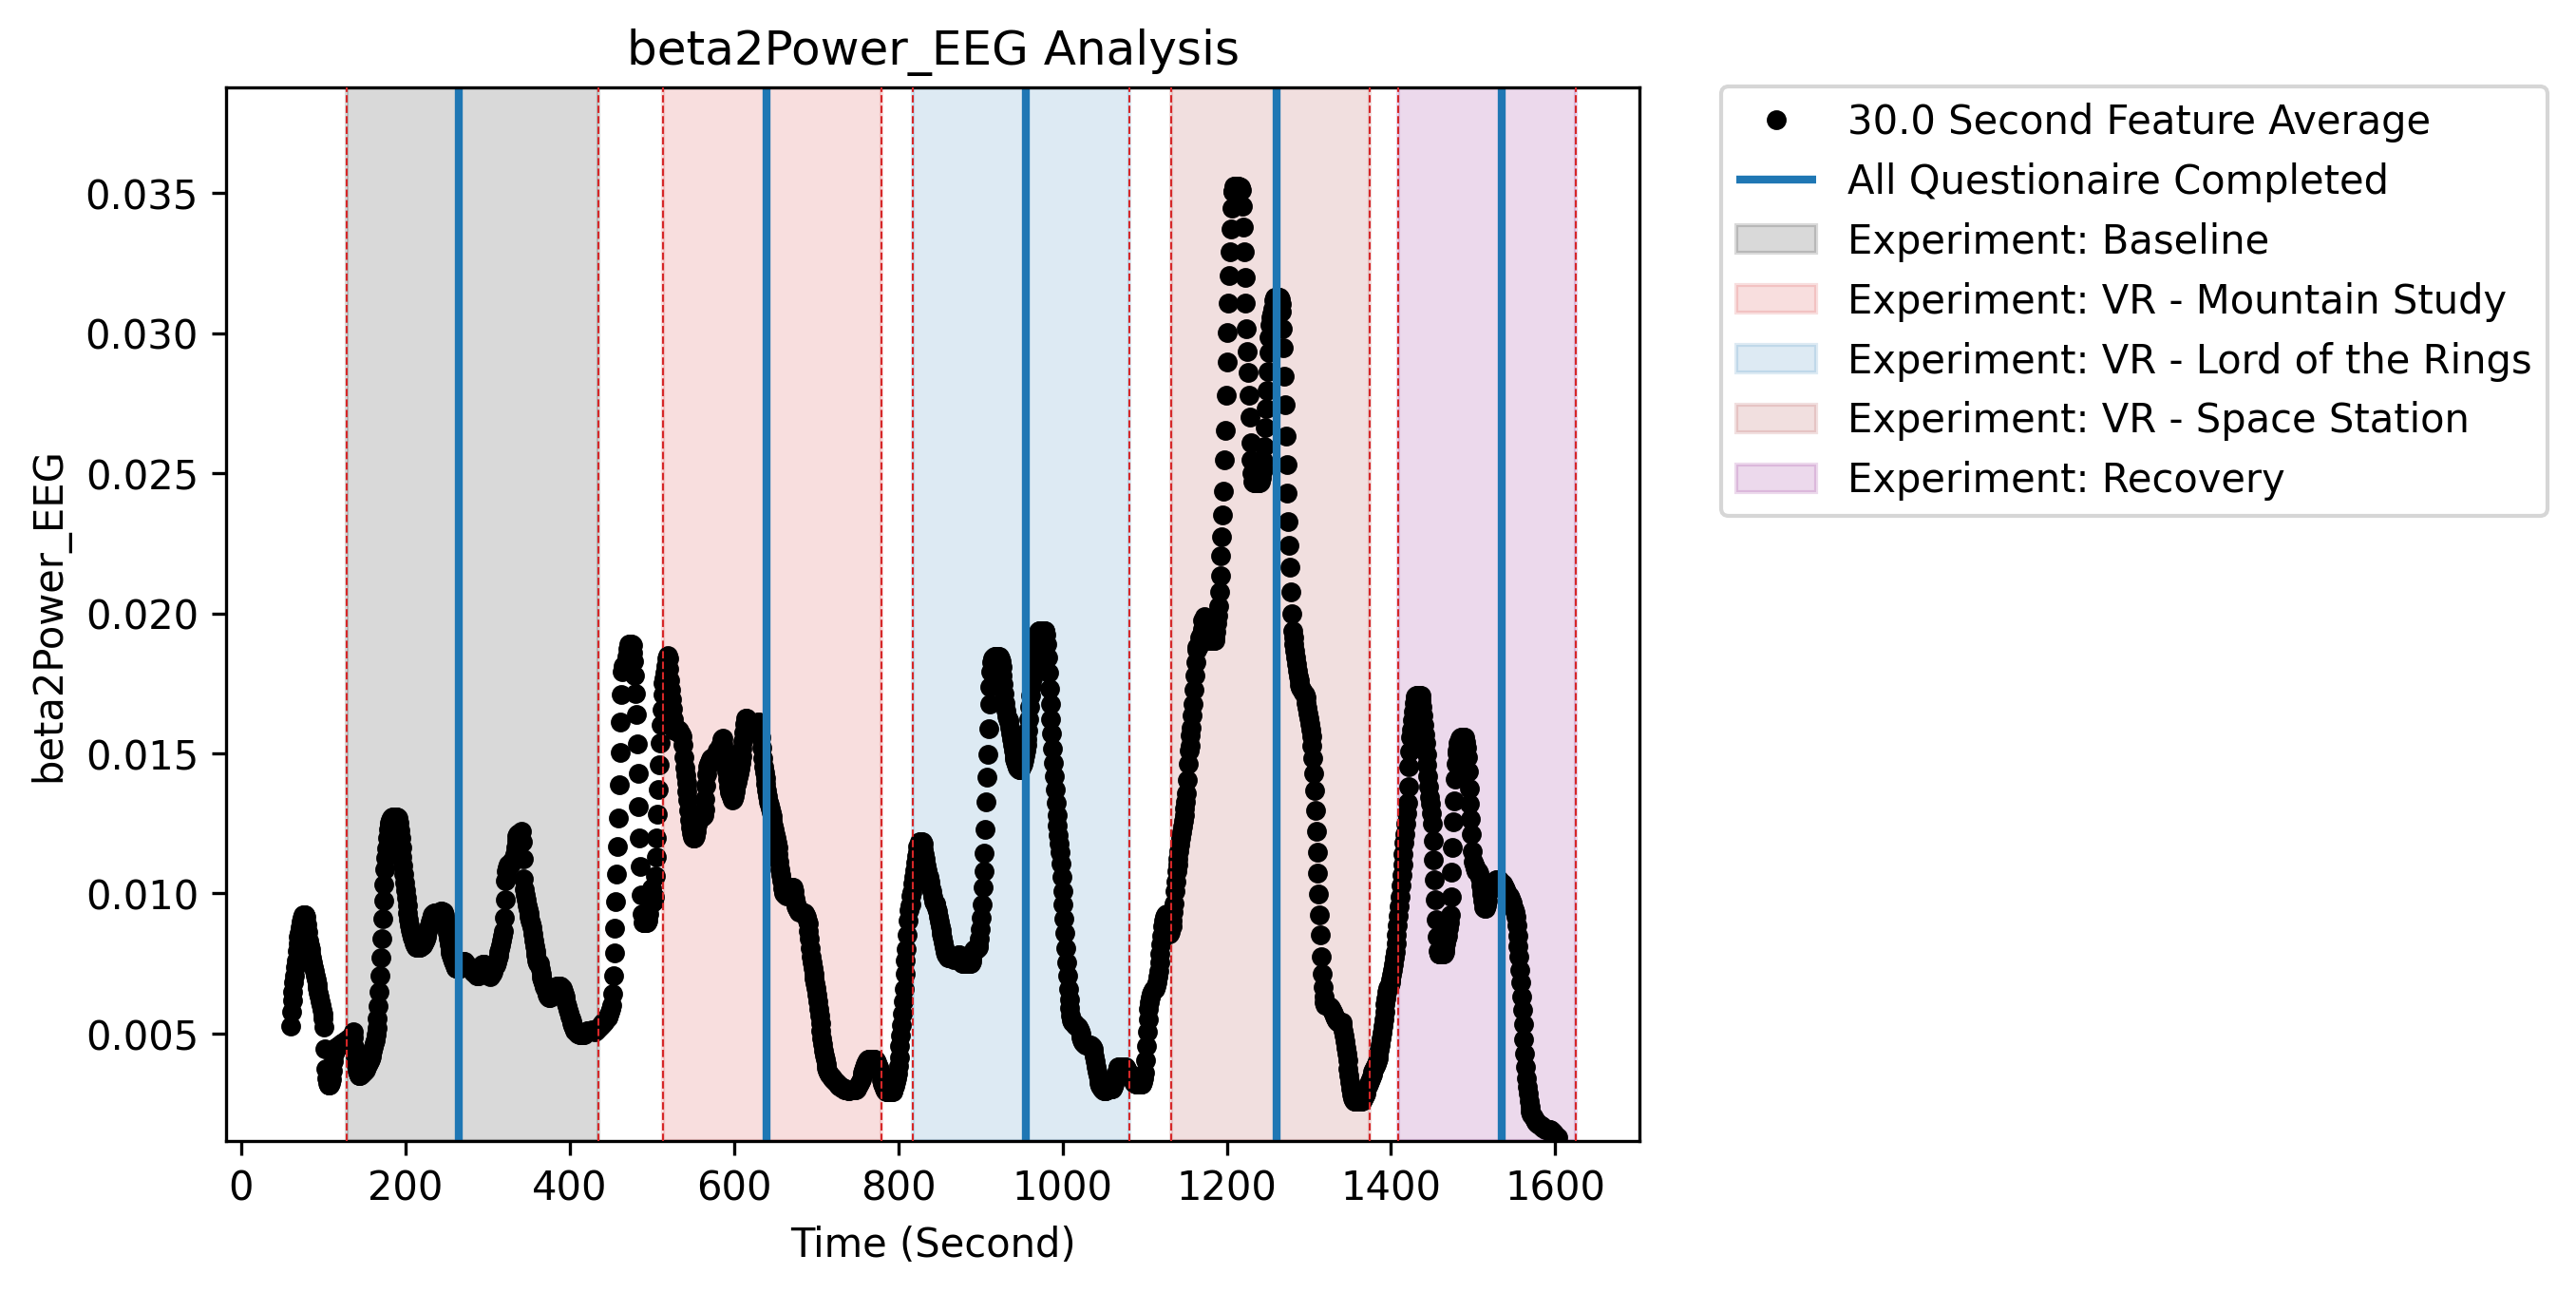 beta2Power_EEG Analysis
30.0 Second Feature Average
All Questionaire Completed
Experiment: Baseline
Experiment: VR - Mountain Study
Experiment: VR - Lord of the Rings
Experiment: VR - Space Station
Experiment: Recovery
beta2Power_EEG
0.035
0.030
0.025
0.020
0.015
0.010
0.005
0 200 400 600 800 1000 1200 1400 1600
Time (Second)